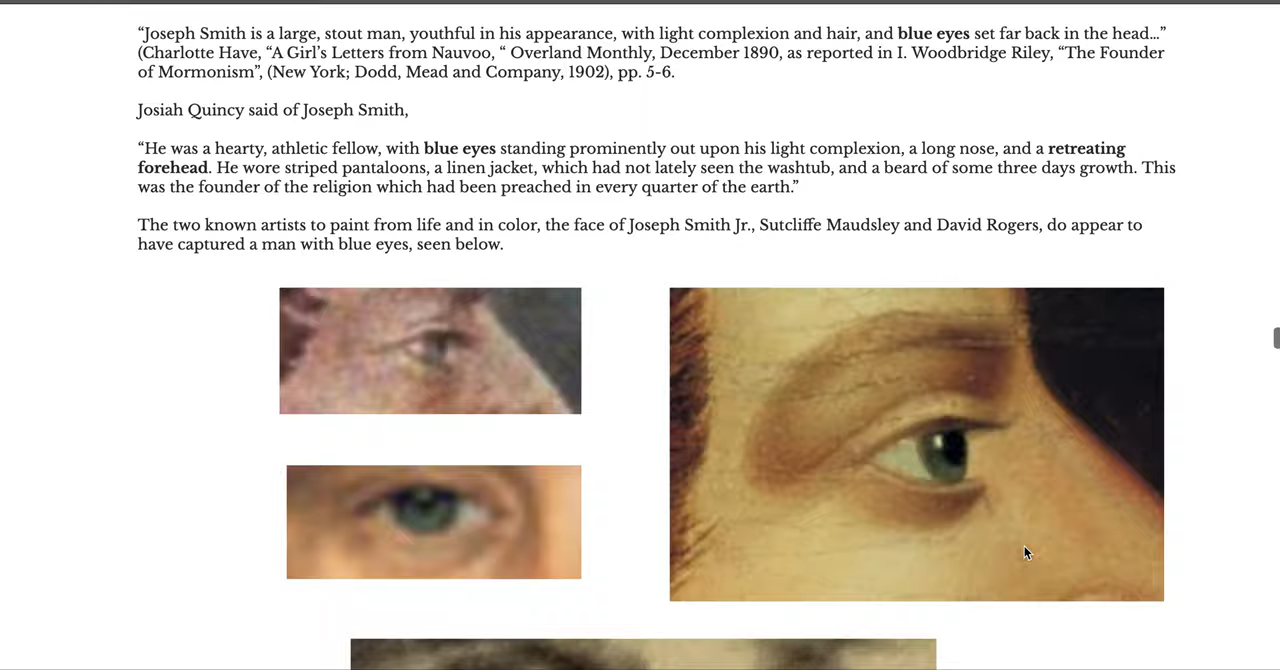 “Joseph Smith is a large, stout man, youthful in his appearance, with light complexion and hair, and blue eyes set far back in the head…”
(Charlotte Have, “A Girl’s Letters from Nauvoo, “ Overland Monthly, December 1890, as reported in I. Woodbridge Riley, “The Founder
of Mormonism”, (New York; Dodd, Mead and Company, 1902), pp. 5-6.
Josiah Quincy said of Joseph Smith,
“He was a hearty, athletic fellow, with blue eyes standing prominently out upon his light complexion, a long nose, and a retreating
forehead. He wore striped pantaloons, a linen jacket, which had not lately seen the washtub, and a beard of some three days growth. This
was the founder of the religion which had been preached in every quarter of the earth.”
The two known artists to paint from life and in color, the face of Joseph Smith Jr., Sutcliffe Maudsley and David Rogers, do appear to
have captured a man with blue eyes, seen below.